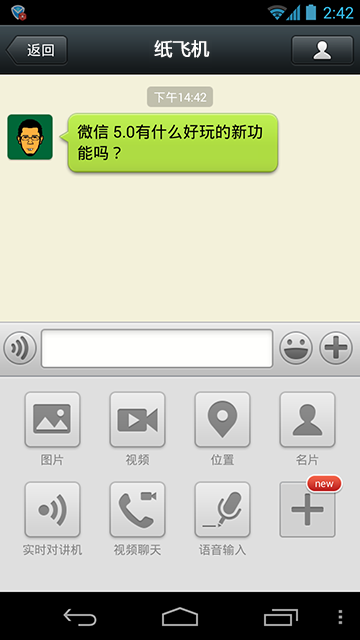 2:42
返回
纸飞机
下午14:42
微信 5.0有什么好玩的新功
能吗？
图片
视频
位置
名片
实时对讲机
视频聊天
语音输入
new